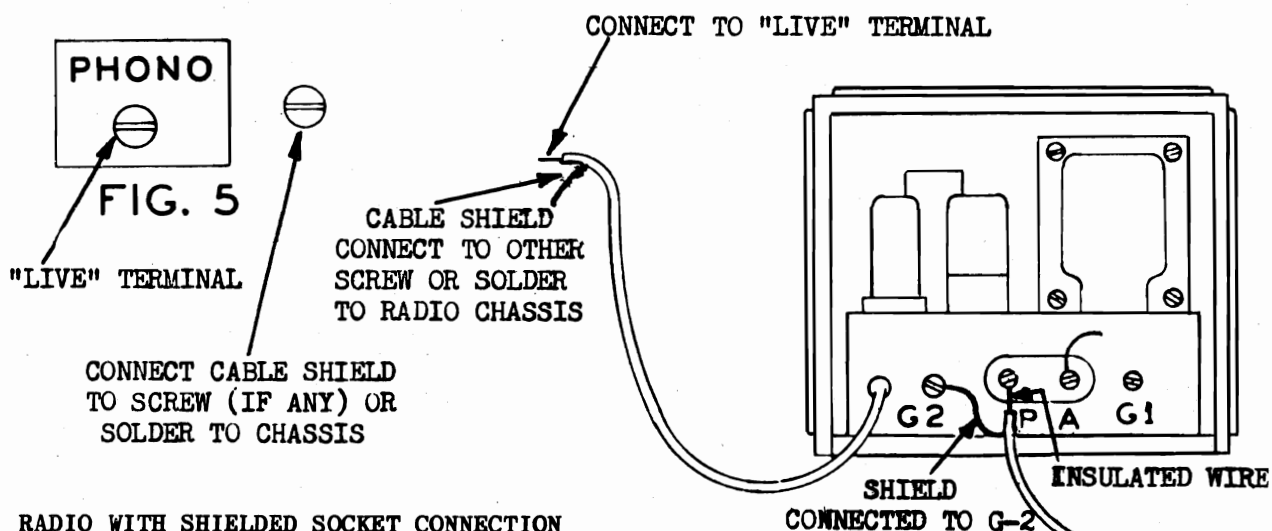 CONNECT TO "LIVE" TERMINAL
PHONO
FIG. 5
"LIVE" TERMINAL
CABLE SHIELD
CONNECT TO OTHER
SCREW OR SOLDER
TO RADIO CHASSIS
CONNECT CABLE SHIELD
TO SCREW (IF ANY) OR
SOLDER TO CHASSIS
G2 P A G1
INSULATED WIRE
SHIELD
CONNECTED TO G-2
RADIO WITH SHIELDED SOCKET CONNECTION